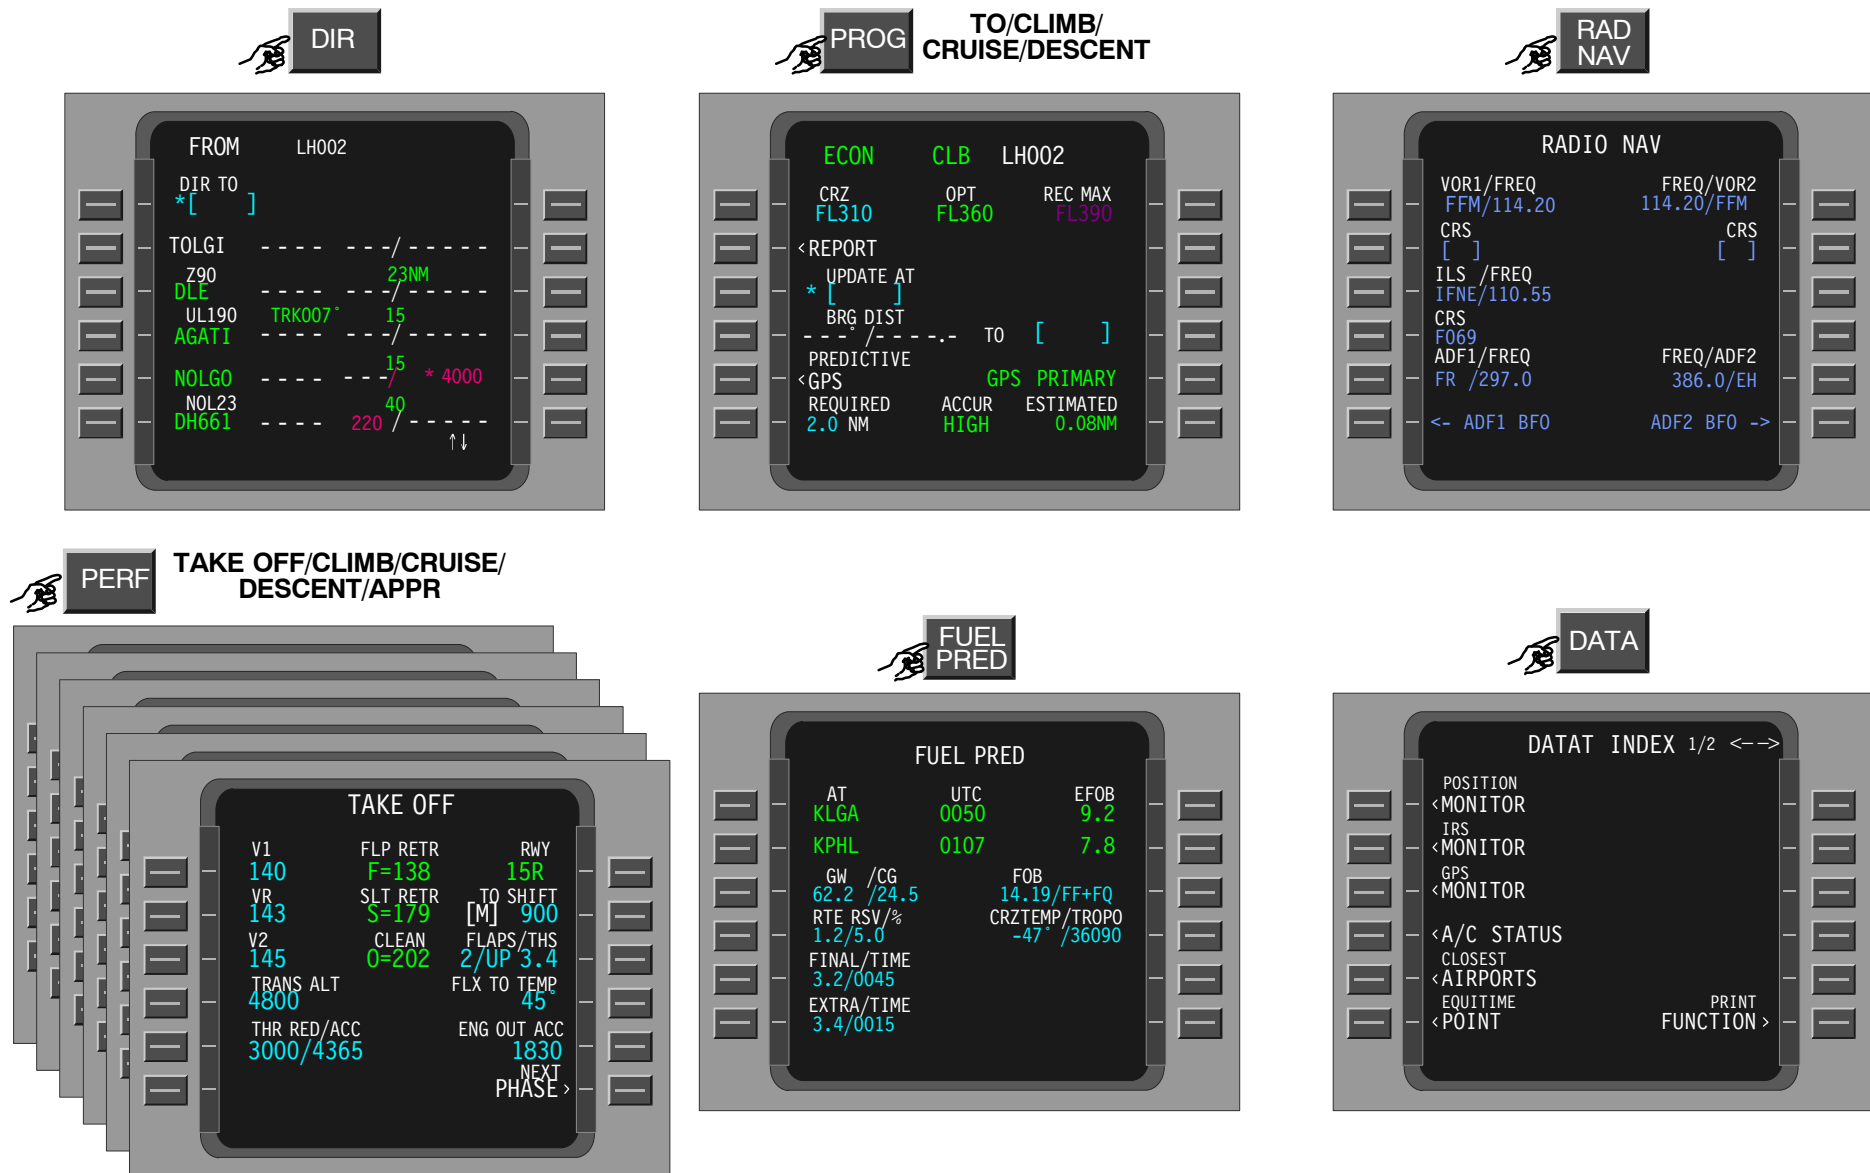 DIR
FROM LH002
DIR TO
*[ ]
TOLGI - - - - - - -/- - - - -
Z90 23NM
DLE - - - - - - -/- - - - -
UL190 TRK007° 15
AGATI - - - - - - -/- - - - -
15
NOLGO - - - - - - -/ * 4000
NOL23 40
DH661 - - - - 220 /- - - - -
↑↓
PROG
TO/CLIMB/
CRUISE/DESCENT
ECON CLB LH002
CRZ OPT REC MAX
FL310 FL360 FL390
<REPORT
UPDATE AT
* [ ]
BRG DIST
- - -° /- - - -.- TO [ ]
PREDICTIVE
<GPS GPS PRIMARY
REQUIRED ACCUR ESTIMATED
2.0 NM HIGH 0.08NM
RAD
NAV
RADIO NAV
VOR1/FREQ FREQ/VOR2
FFM/114.20 114.20/FFM
CRS CRS
[ ] [ ]
ILS /FREQ
IFNE/110.55
CRS
F069
ADF1/FREQ FREQ/ADF2
FR /297.0 386.0/EH
<- ADF1 BFO ADF2 BFO ->
PERF
TAKE OFF/CLIMB/CRUISE/
DESCENT/APPR
TAKE OFF
V1 FLP RETR RWY
140 F=138 15R
VR SLT RETR TO SHIFT
143 S=179 [M] 900
V2 CLEAN FLAPS/THS
145 O=202 2/UP 3.4
TRANS ALT FLX TO TEMP
4800 45°
THR RED/ACC ENG OUT ACC
3000/4365 1830
NEXT
PHASE>
FUEL
PRED
FUEL PRED
AT UTC EFOB
KLGA 0050 9.2
KPHL 0107 7.8
GW /CG FOB
62.2 /24.5 14.19/FF+FQ
RTE RSV/% CRZTEMP/TROPO
1.2/5.0 -47° /36090
FINAL/TIME
3.2/0045
EXTRA/TIME
3.4/0015
DATA
DATAT INDEX 1/2 <-->
POSITION
<MONITOR
IRS
<MONITOR
GPS
<MONITOR
<A/C STATUS
CLOSEST
<AIRPORTS
EQUITIME PRINT
<POINT FUNCTION>